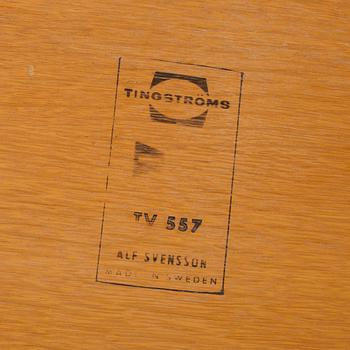 TINGSTRÖMS
TV 557
ALF SVENSSON
MADE IN SWEDEN